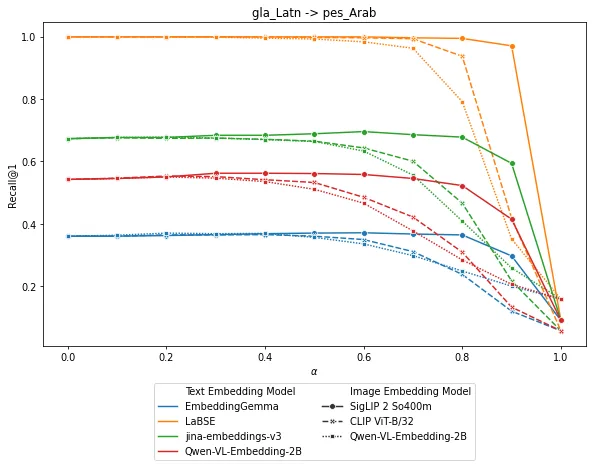 gla_Latn -> pes_Arab
1.0
0.8
0.6
0.4
0.2
Recall@1
0.0 0.2 0.4 0.6 0.8 1.0
α
Text Embedding Model Image Embedding Model
EmbeddingGemma SigLIP 2 So400m
LaBSE CLIP ViT-B/32
jina-embeddings-v3 Qwen-VL-Embedding-2B
Qwen-VL-Embedding-2B